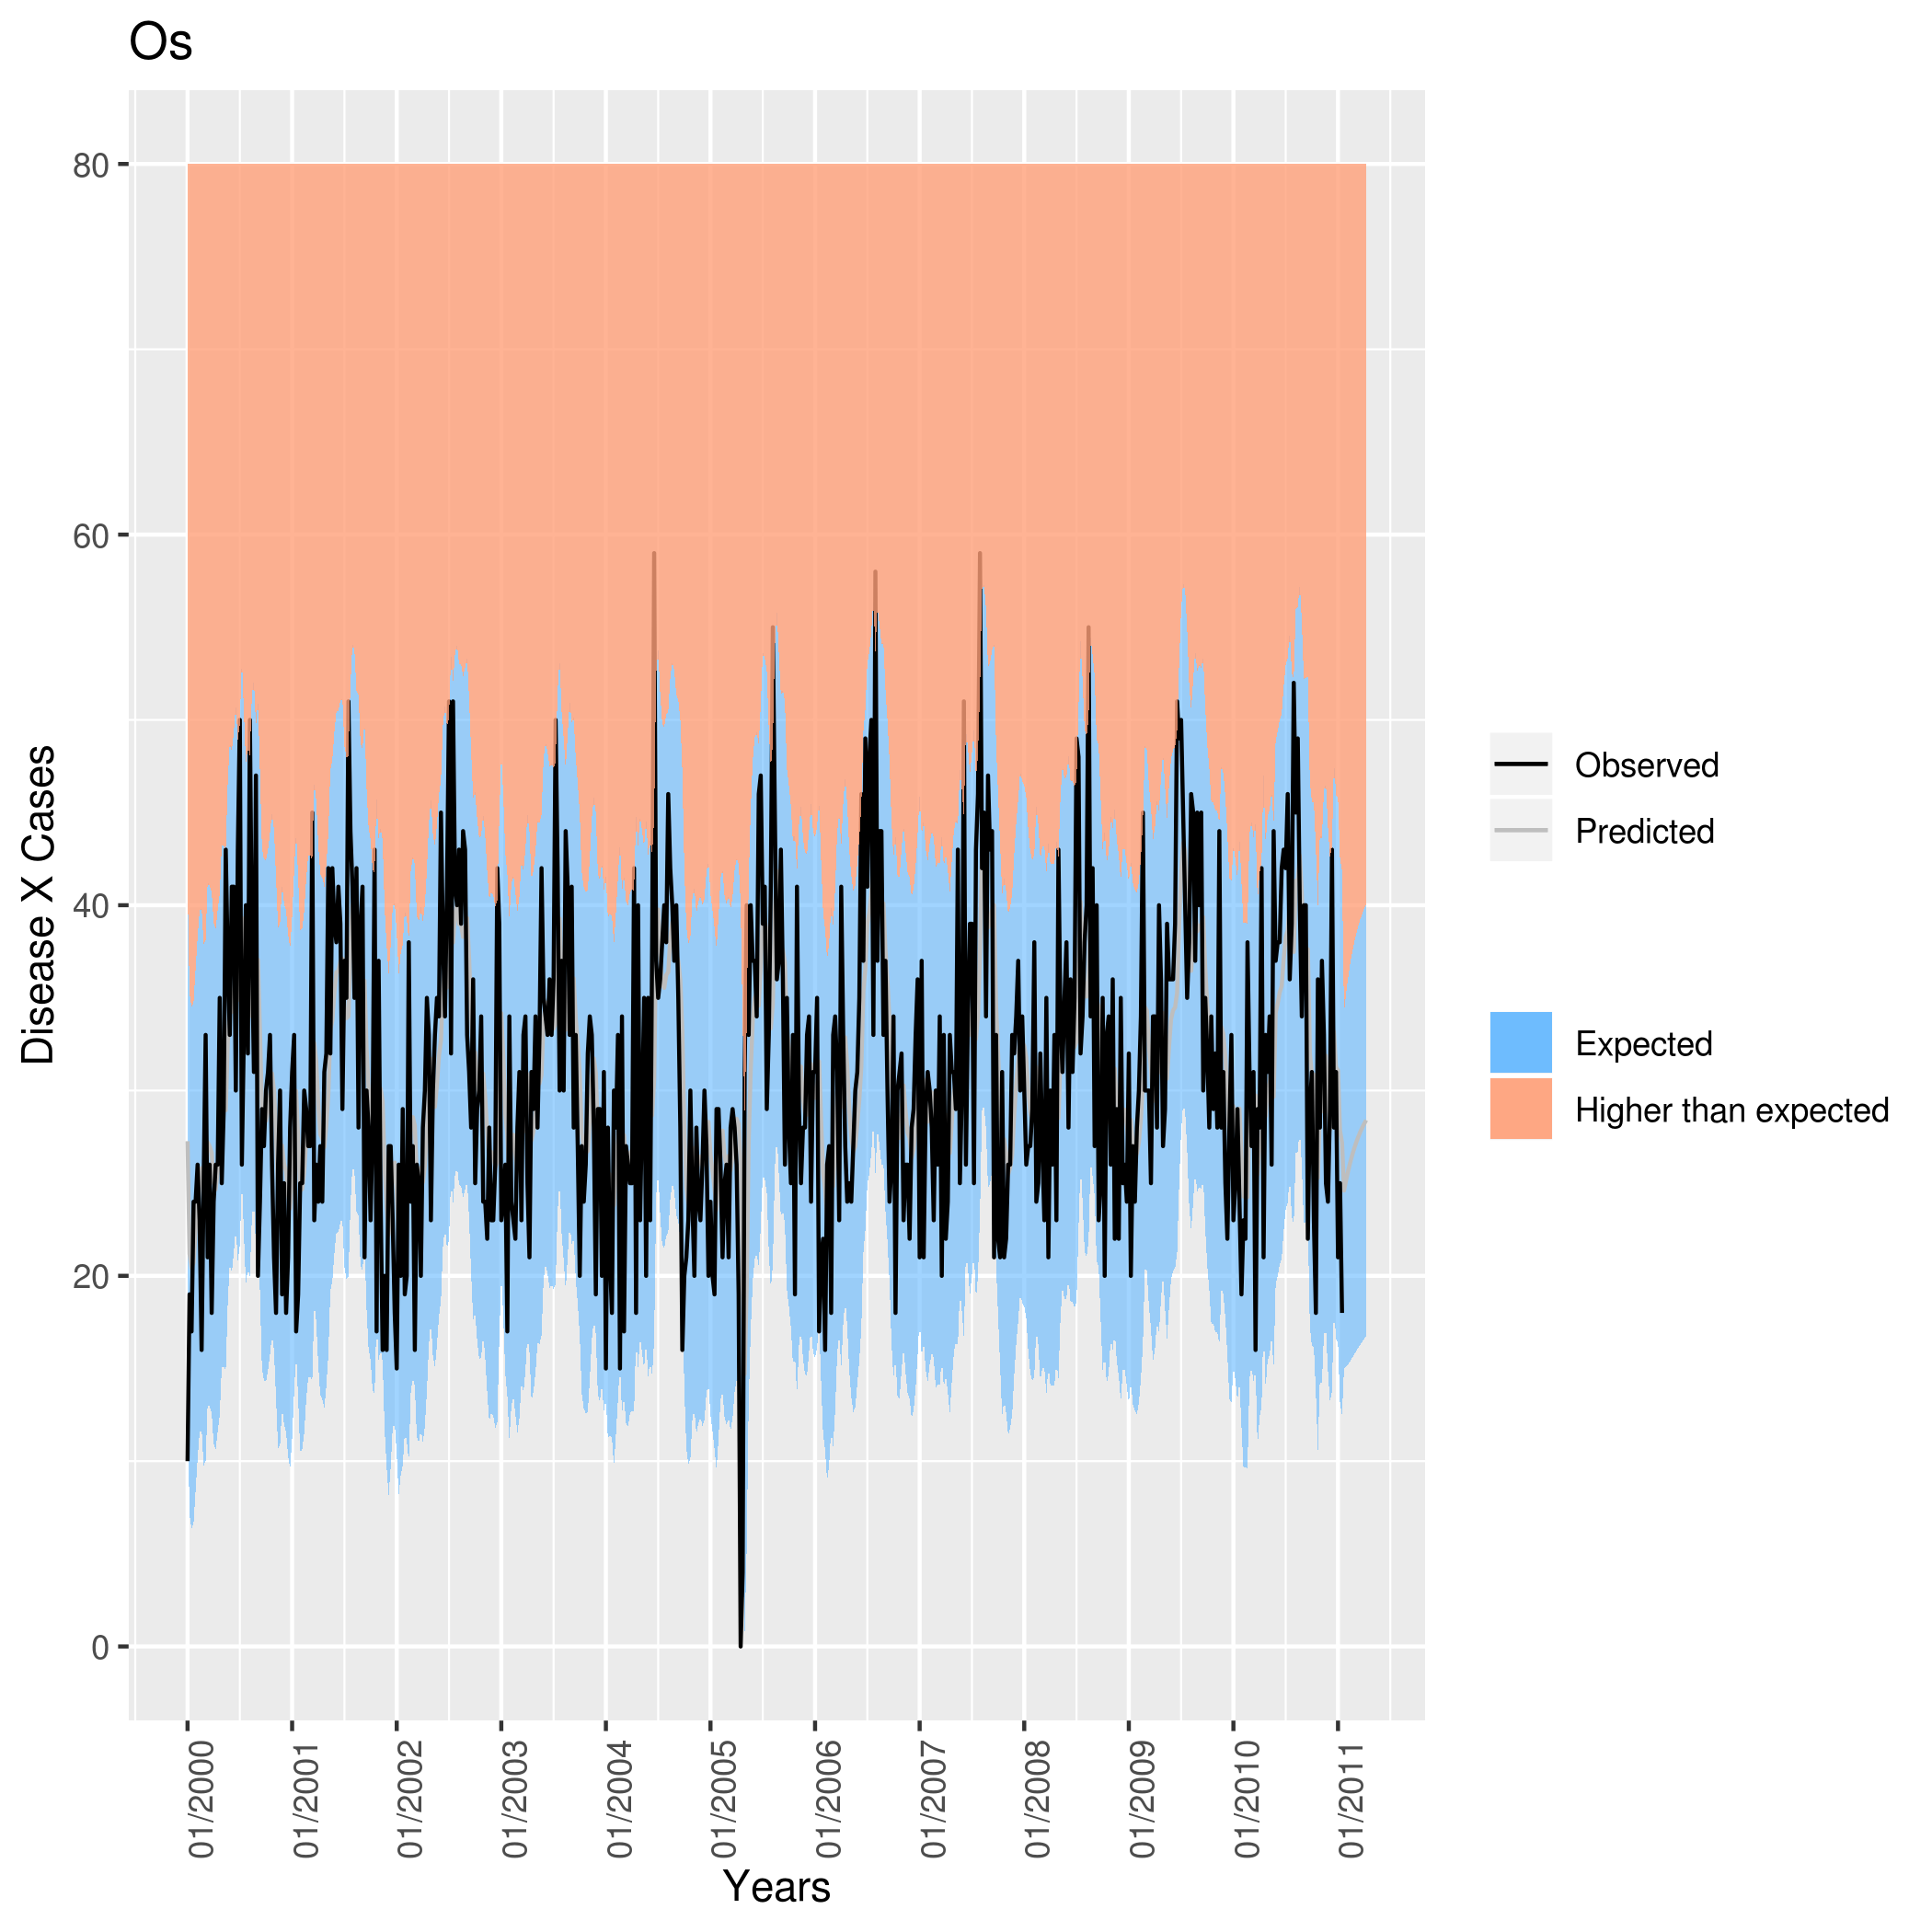 Os
80
60
40
20
0
Disease X Cases
01/2000
01/2001
01/2002
01/2003
01/2004
01/2005
01/2006
01/2007
01/2008
01/2009
01/2010
01/2011
Years
Observed
Predicted
Expected
Higher than expected